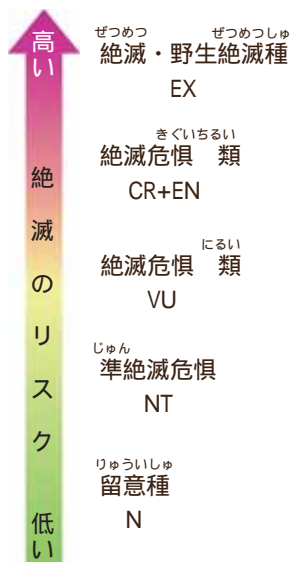 高い
絶滅のリスク
低い
ぜつめつ ぜつめつしゅ
絶滅・野生絶滅種
EX
きぐいちるい
絶滅危惧 類
CR+EN
にるい
絶滅危惧 類
VU
じゅん
準絶滅危惧
NT
りゅういしゅ
留意種
N